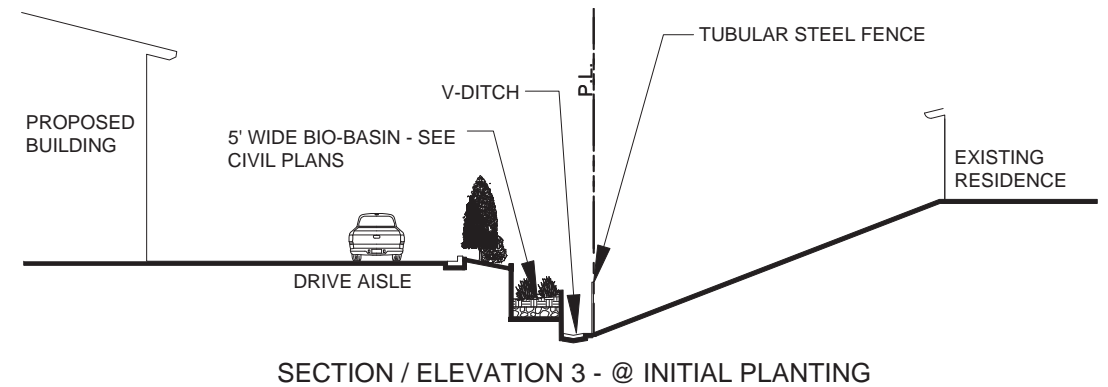 TUBULAR STEEL FENCE
P.L.
V-DITCH
PROPOSED
BUILDING
5' WIDE BIO-BASIN - SEE
CIVIL PLANS
EXISTING
RESIDENCE
DRIVE AISLE
SECTION / ELEVATION 3 - @ INITIAL PLANTING